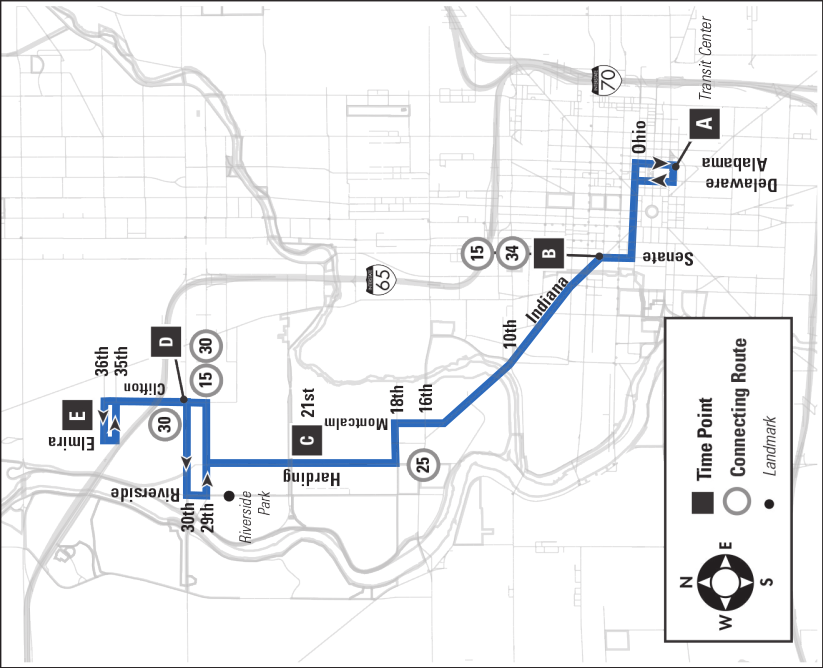 Elmira
E
36th
35th
Clifton
30
D
15
30
Riverside
30th
29th
Riverside
Park
Harding
C
21st
65
Montcalm
18th
16th
25
10th
Indiana
15
34
B
70
Senate
Ohio
Delaware
Alabama
A
Transit Center
N
W
E
S
Time Point
Connecting Route
Landmark